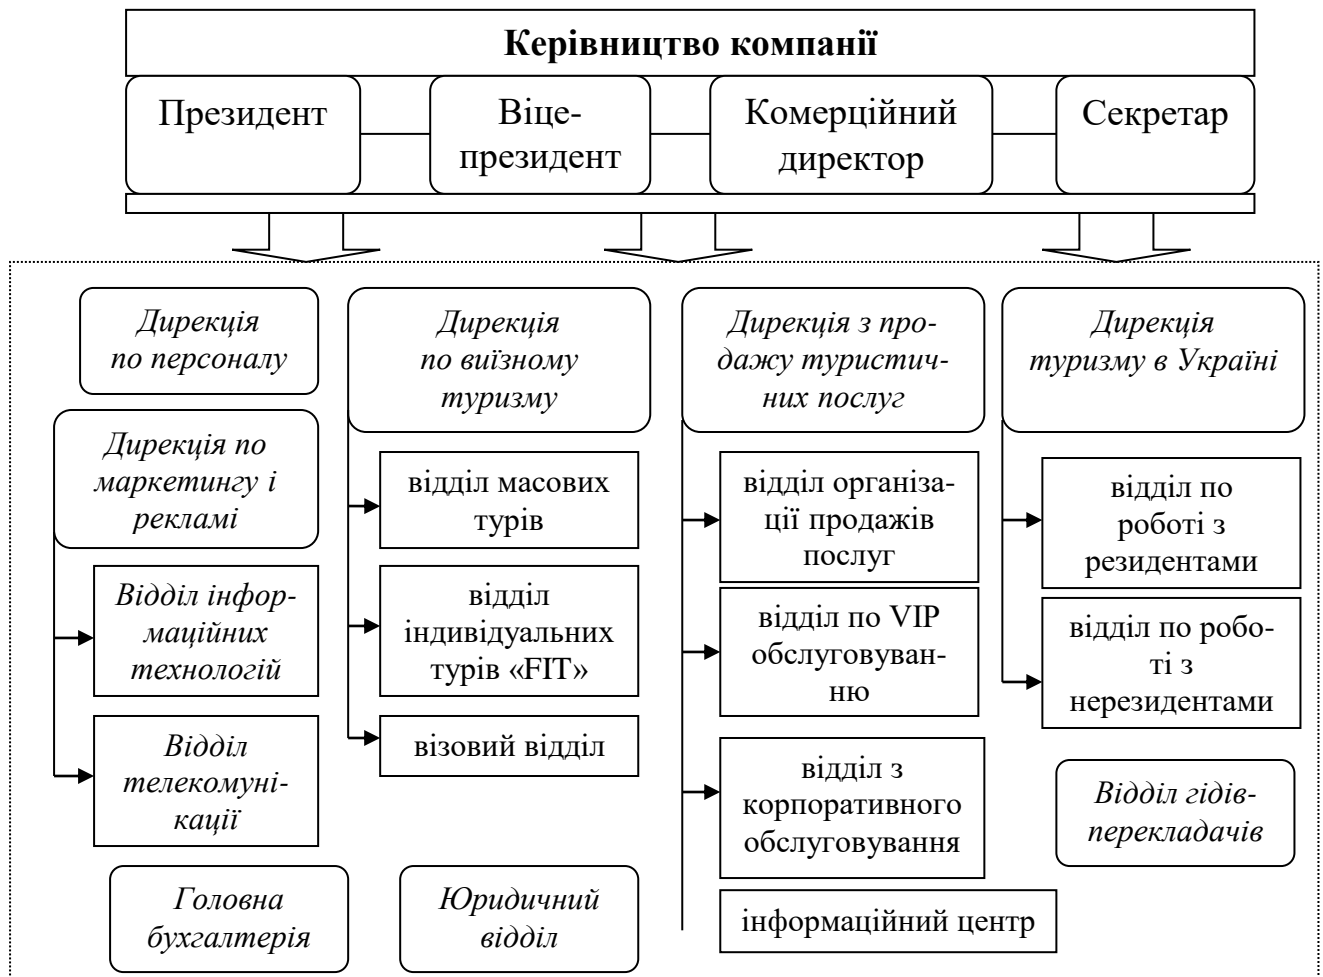 Керівництво компанії
Президент
Віце-
президент
Комерційний
директор
Секретар
Дирекція
по персоналу
Дирекція по
маркетингу і
рекламі
Відділ інфор-
маційних
технологій
Відділ
телекомуні-
кації
Головна
бухгалтерія
Дирекція
по виїзному
туризму
відділ масових
турів
відділ
індивідуальних
турів «FIT»
візовий відділ
Юридичний
відділ
Дирекція з про-
дажу туристич-
них послуг
відділ організа-
ції продажів
послуг
відділ по VIP
обслуговуван-
ню
відділ з
корпоративного
обслуговування
інформаційний центр
Дирекція
туризму в Україні
відділ по
роботі з
резидентами
відділ по робо-
ті з
нерезидентами
Відділ гідів-
перекладачів